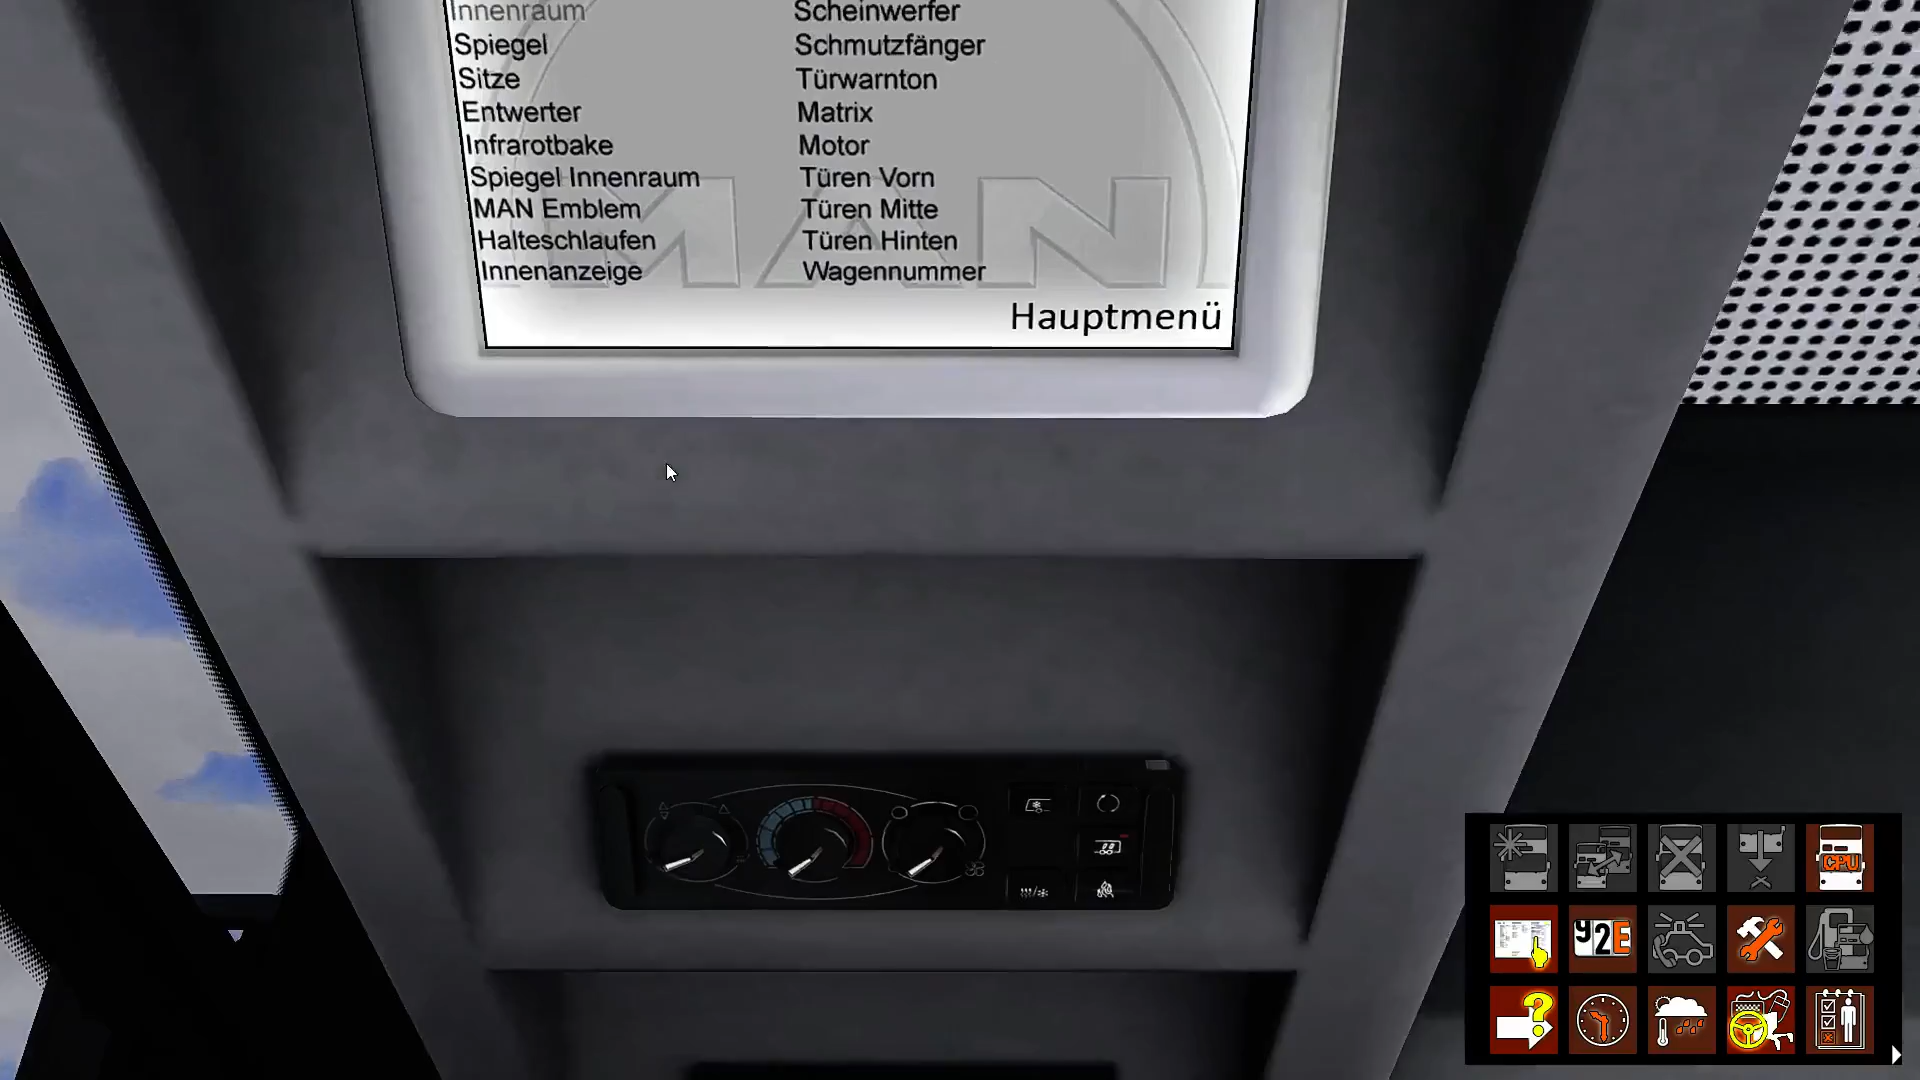 Innenraum Scheinwerfer
Spiegel Schmutzfänger
Sitze Türwarnton
Entwerter Matrix
Infrarotbake Motor
Spiegel Innenraum Türen Vorn
MAN Emblem Türen Mitte
Halteschlaufen Türen Hinten
Innenanzeige Wagennummer
MAN
Hauptmenü
CPU
92E